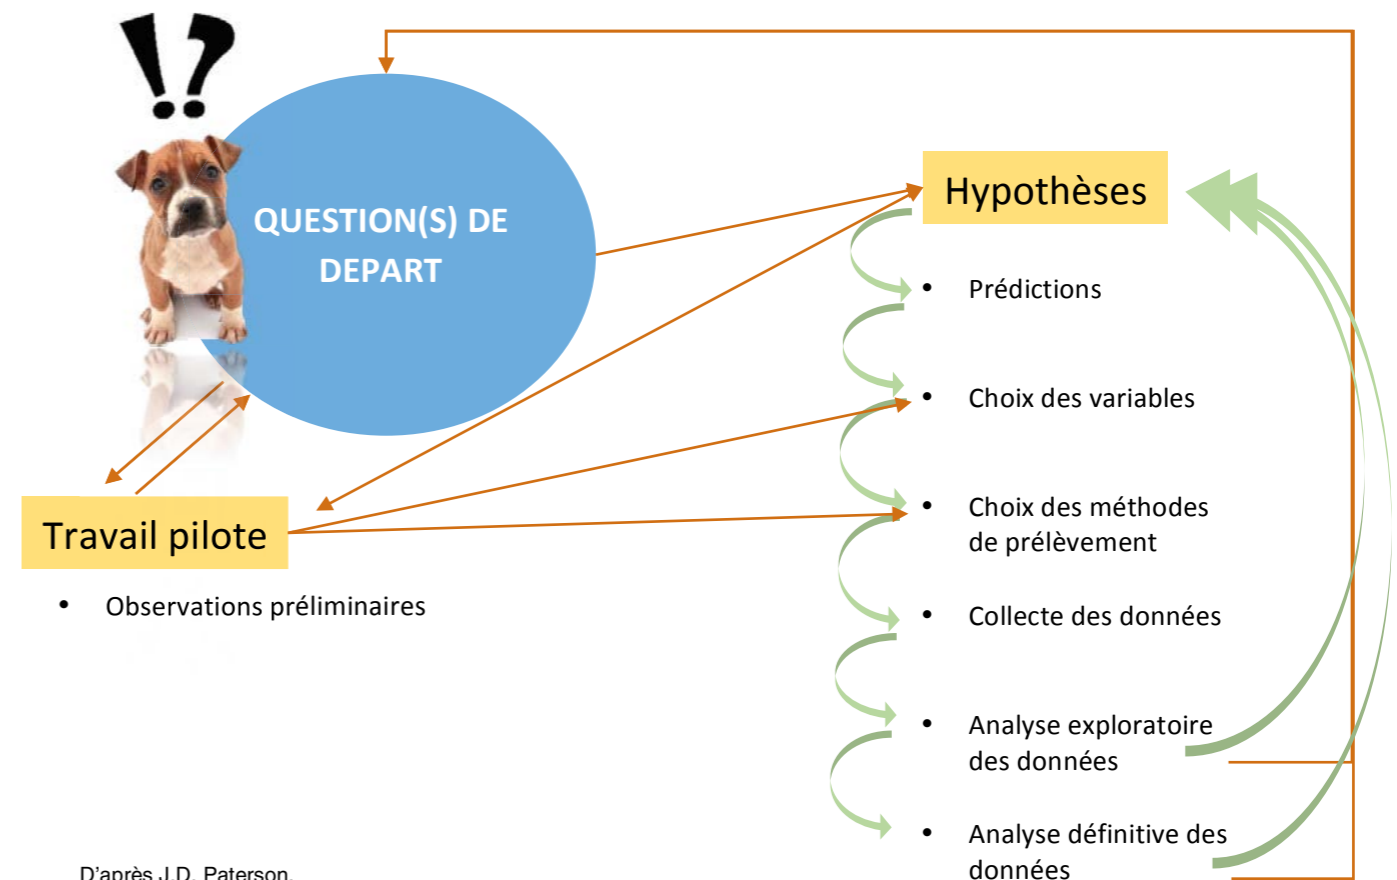 !?
QUESTION(S) DE
DEPART
Hypothèses
• Prédictions
• Choix des variables
• Choix des méthodes
de prélèvement
• Collecte des données
• Analyse exploratoire
des données
• Analyse définitive des
données
Travail pilote
• Observations préliminaires
D'après J.D. Paterson.